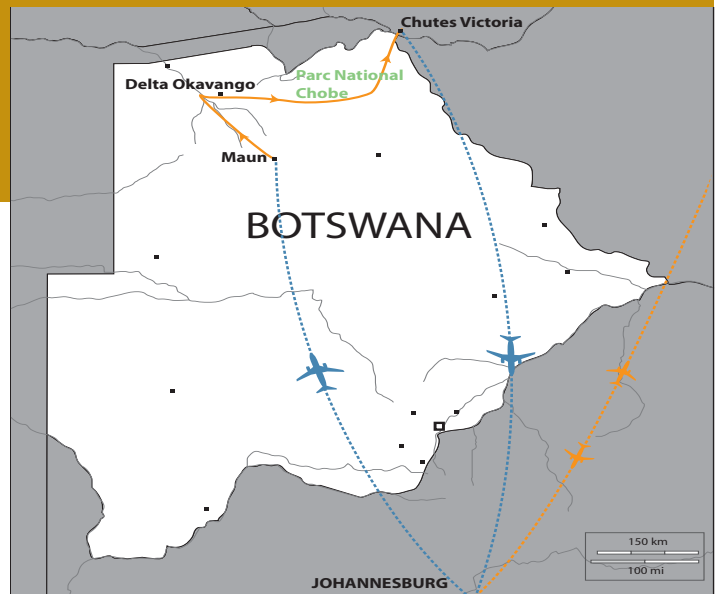 Chutes Victoria
Parc National
Chobe
Delta Okavango
Maun
BOTSWANA
150 km
100 mi
JOHANNESBURG